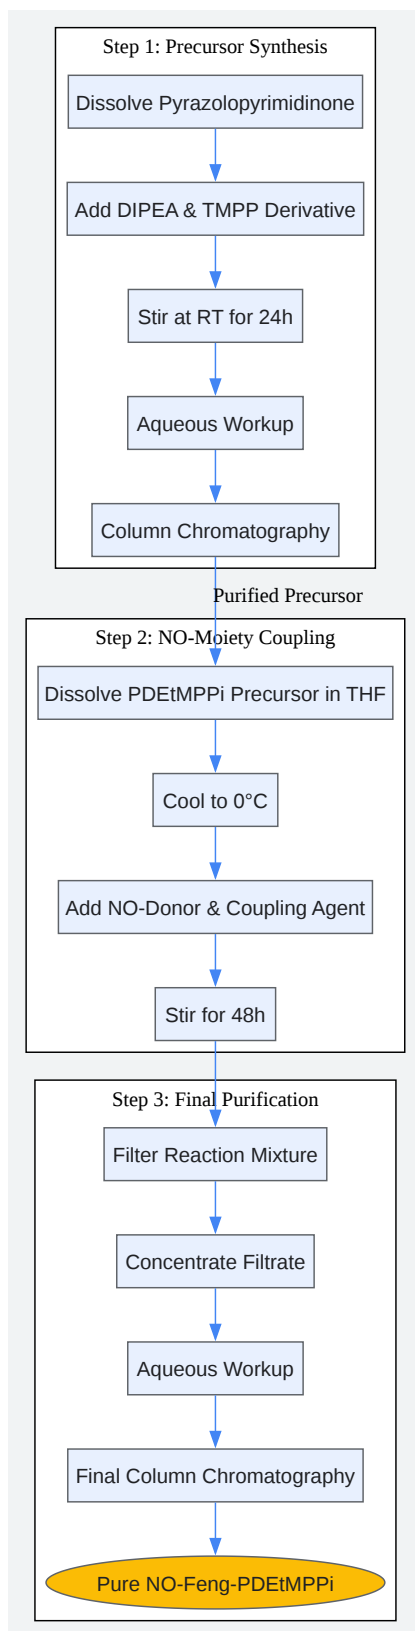 Step 1: Precursor Synthesis
Dissolve Pyrazolopyrimidinone
Add DIPEA & TMPP Derivative
Stir at RT for 24h
Aqueous Workup
Column Chromatography
Purified Precursor
Step 2: NO-Moiety Coupling
Dissolve PDEtMPPi Precursor in THF
Cool to 0°C
Add NO-Donor & Coupling Agent
Stir for 48h
Step 3: Final Purification
Filter Reaction Mixture
Concentrate Filtrate
Aqueous Workup
Final Column Chromatography
Pure NO-Feng-PDEtMPPi